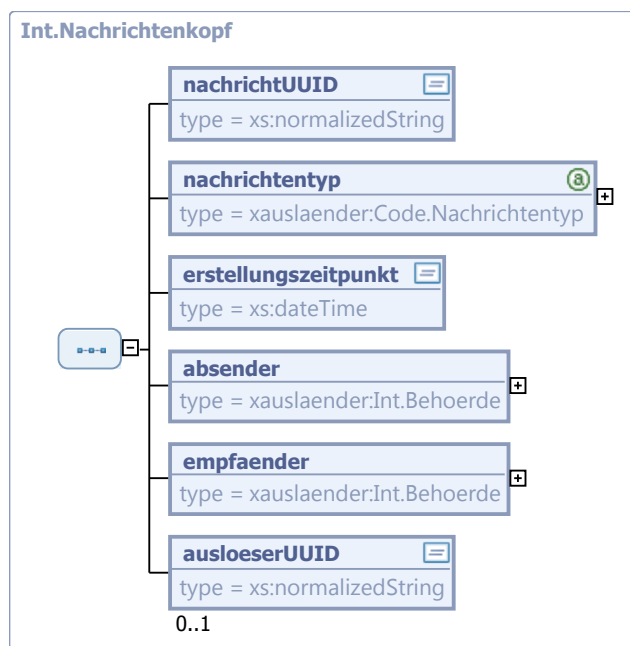 Int.Nachrichtenkopf
nachrichtUUID
type = xs:normalizedString
nachrichtentyp
type = xauslaender:Code.Nachrichtentyp
erstellungszeitpunkt
type = xs:dateTime
absender
type = xauslaender:Int.Behoerde
empfaender
type = xauslaender:Int.Behoerde
ausloeserUUID
type = xs:normalizedString
0..1